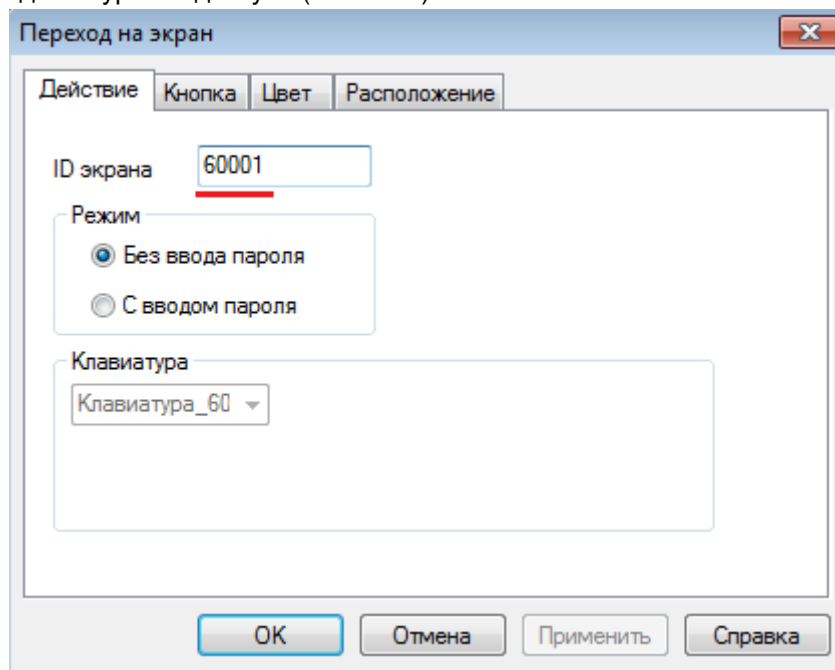 Переход на экран
Действие Кнопка Цвет Расположение
ID экрана 60001
Режим
Без ввода пароля
С вводом пароля
Клавиатура
Клавиатура_60
OK Отмена Применить Справка